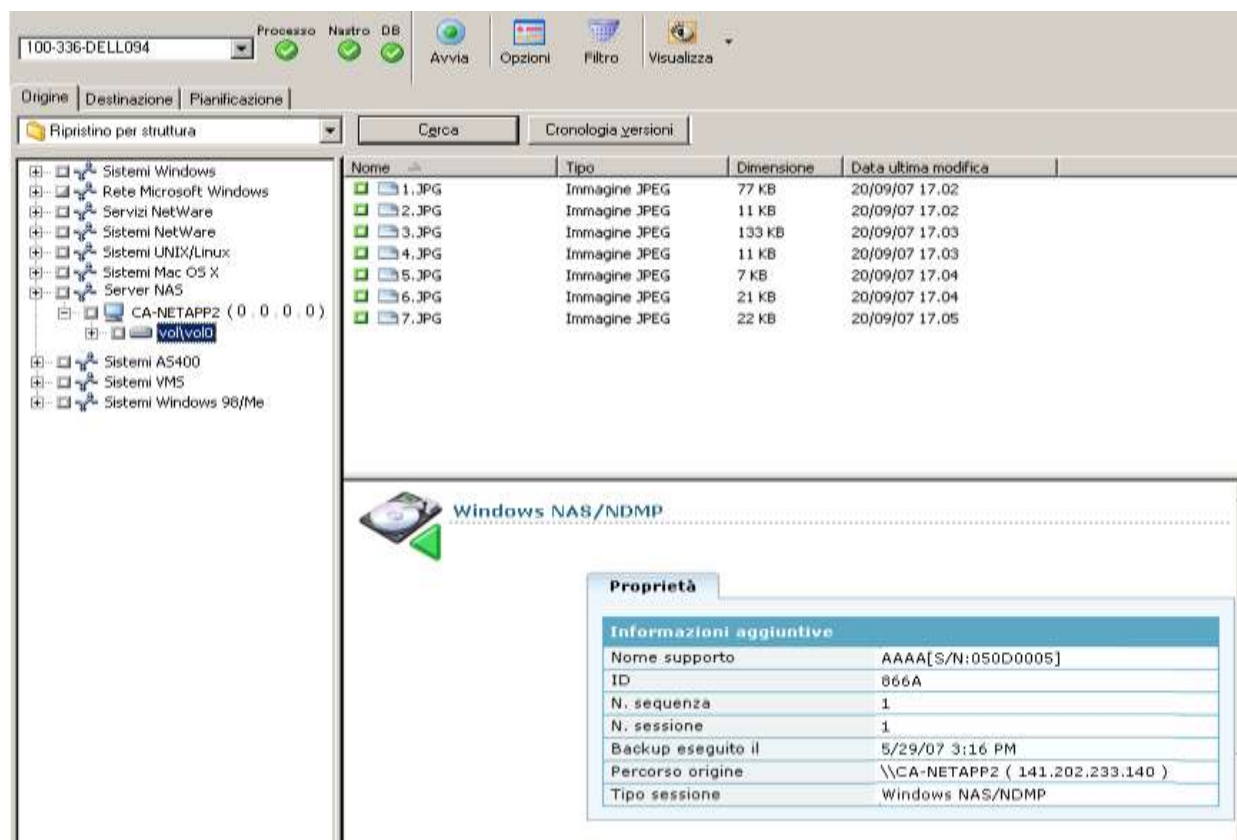 Processo Nastro DB
100-336-DELL094
Avvia Opzioni Filtro Visualizza
Origine Destinazione Pianificazione
Ripristino per struttura Cerca Cronologia versioni
Sistemi Windows
Rete Microsoft Windows
Servizi NetWare
Sistemi NetWare
Sistemi UNIX/Linux
Sistemi Mac OS X
Server NAS
CA-NETAPP2 ( 0 . 0 . 0 . 0 )
vol\vol0
Sistemi AS400
Sistemi VMS
Sistemi Windows 98/Me
Nome Tipo Dimensione Data ultima modifica
1.JPG Immagine JPEG 77 KB 20/09/07 17.02
2.JPG Immagine JPEG 11 KB 20/09/07 17.02
3.JPG Immagine JPEG 133 KB 20/09/07 17.03
4.JPG Immagine JPEG 11 KB 20/09/07 17.03
5.JPG Immagine JPEG 7 KB 20/09/07 17.04
6.JPG Immagine JPEG 21 KB 20/09/07 17.04
7.JPG Immagine JPEG 22 KB 20/09/07 17.05
Windows NAS/NDMP
Proprietà
Informazioni aggiuntive
Nome supporto AAAA[S/N:050D0005]
ID 866A
N. sequenza 1
N. sessione 1
Backup eseguito il 5/29/07 3:16 PM
Percorso origine \\CA-NETAPP2 ( 141.202.233.140 )
Tipo sessione Windows NAS/NDMP